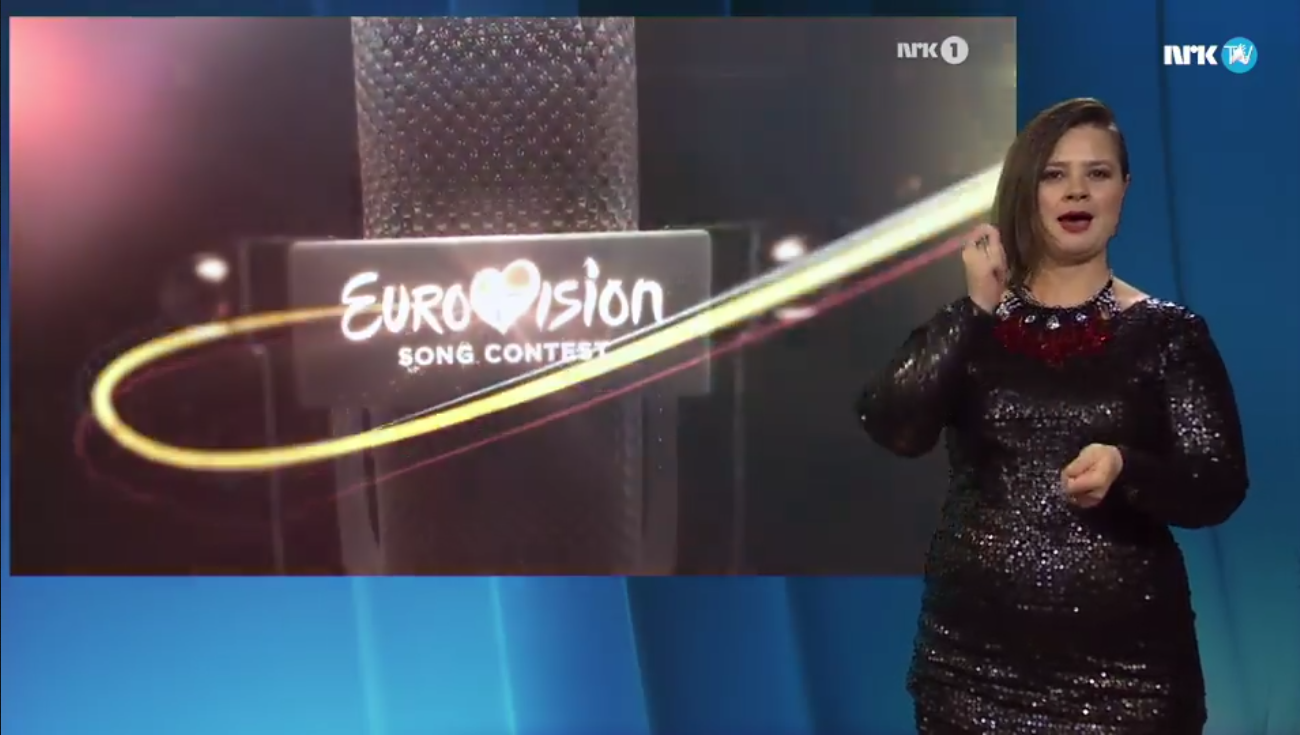 NRK 1
NRK TV
EUROVISION
SONG CONTEST